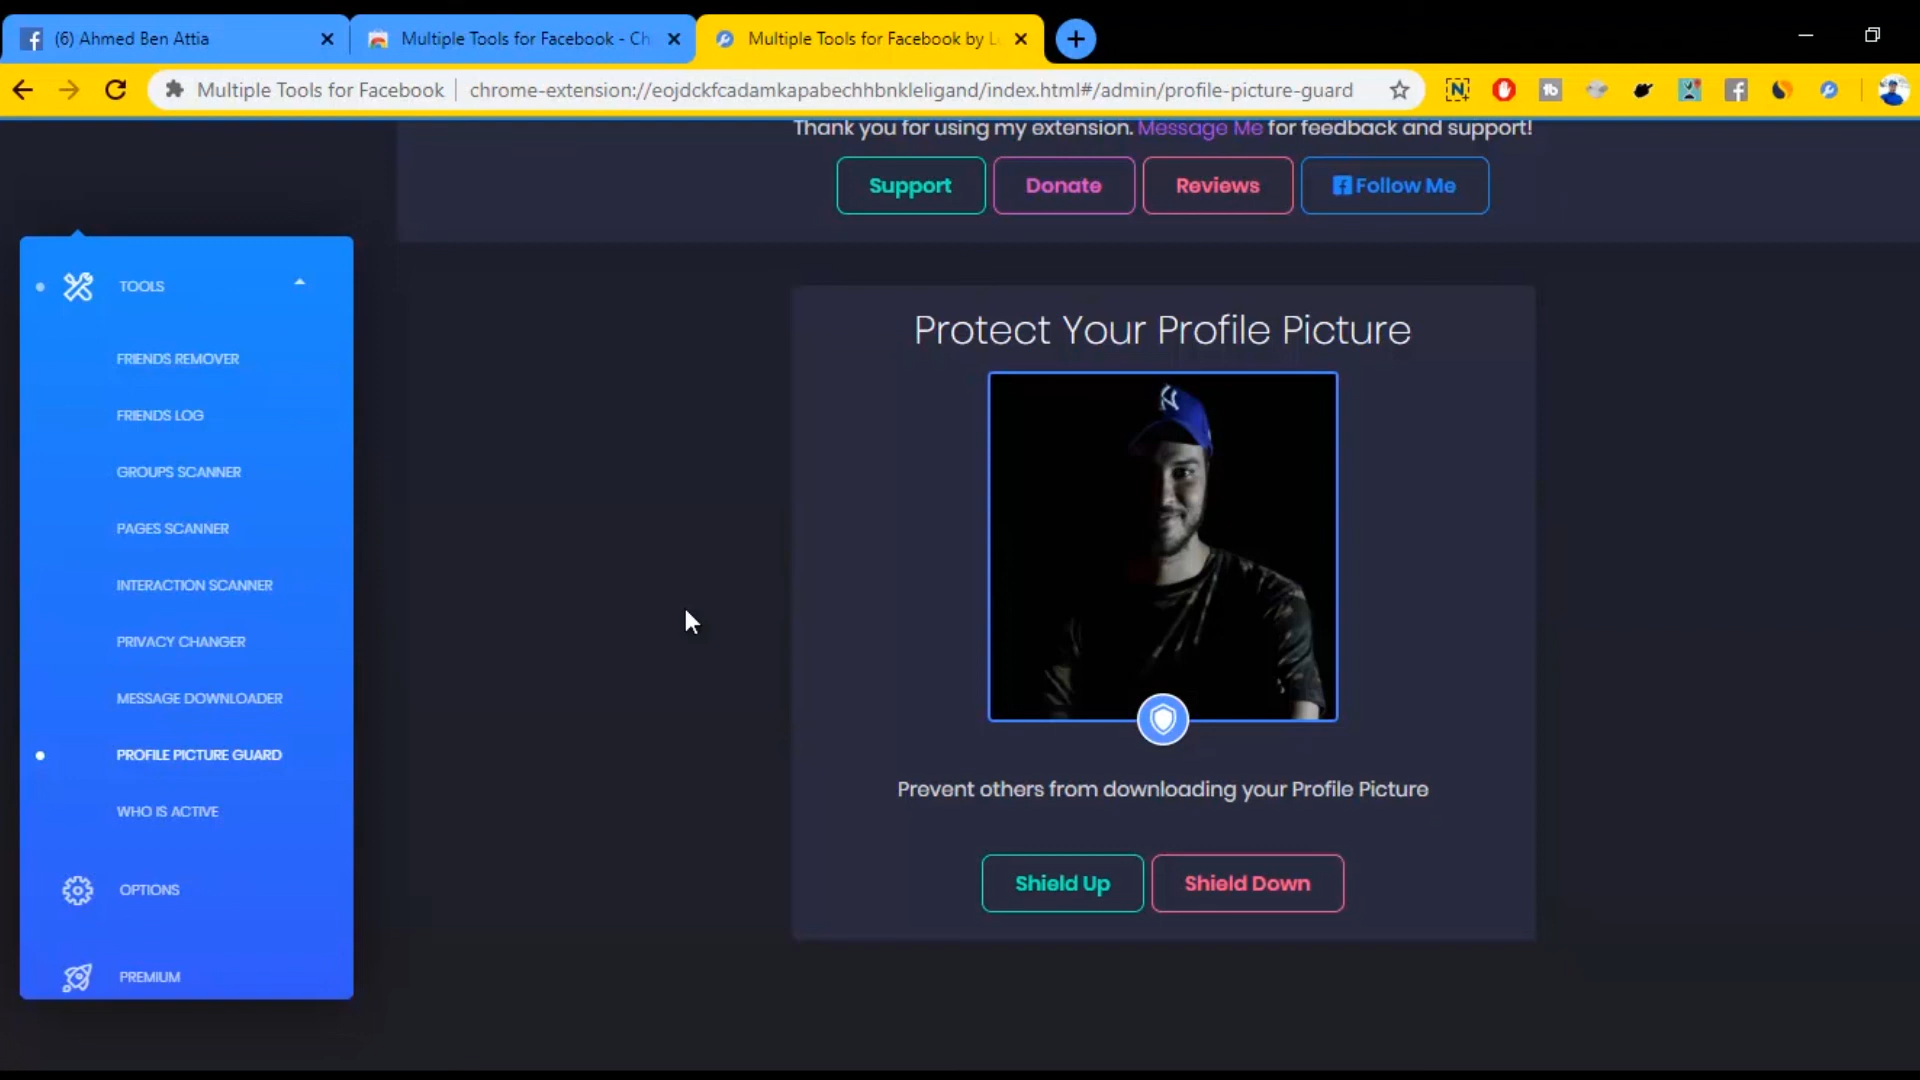 (6) Ahmed Ben Attia
Multiple Tools for Facebook - Ch
Multiple Tools for Facebook by L
Multiple Tools for Facebook
chrome-extension://eojdckfcadamkapabechhbnkleligand/index.html#/admin/profile-picture-guard
Thank you for using my extension. Message Me for feedback and support!
Support
Donate
Reviews
Follow Me
TOOLS
FRIENDS REMOVER
FRIENDS LOG
GROUPS SCANNER
PAGES SCANNER
INTERACTION SCANNER
PRIVACY CHANGER
MESSAGE DOWNLOADER
PROFILE PICTURE GUARD
WHO IS ACTIVE
OPTIONS
PREMIUM
Protect Your Profile Picture
Prevent others from downloading your Profile Picture
Shield Up
Shield Down